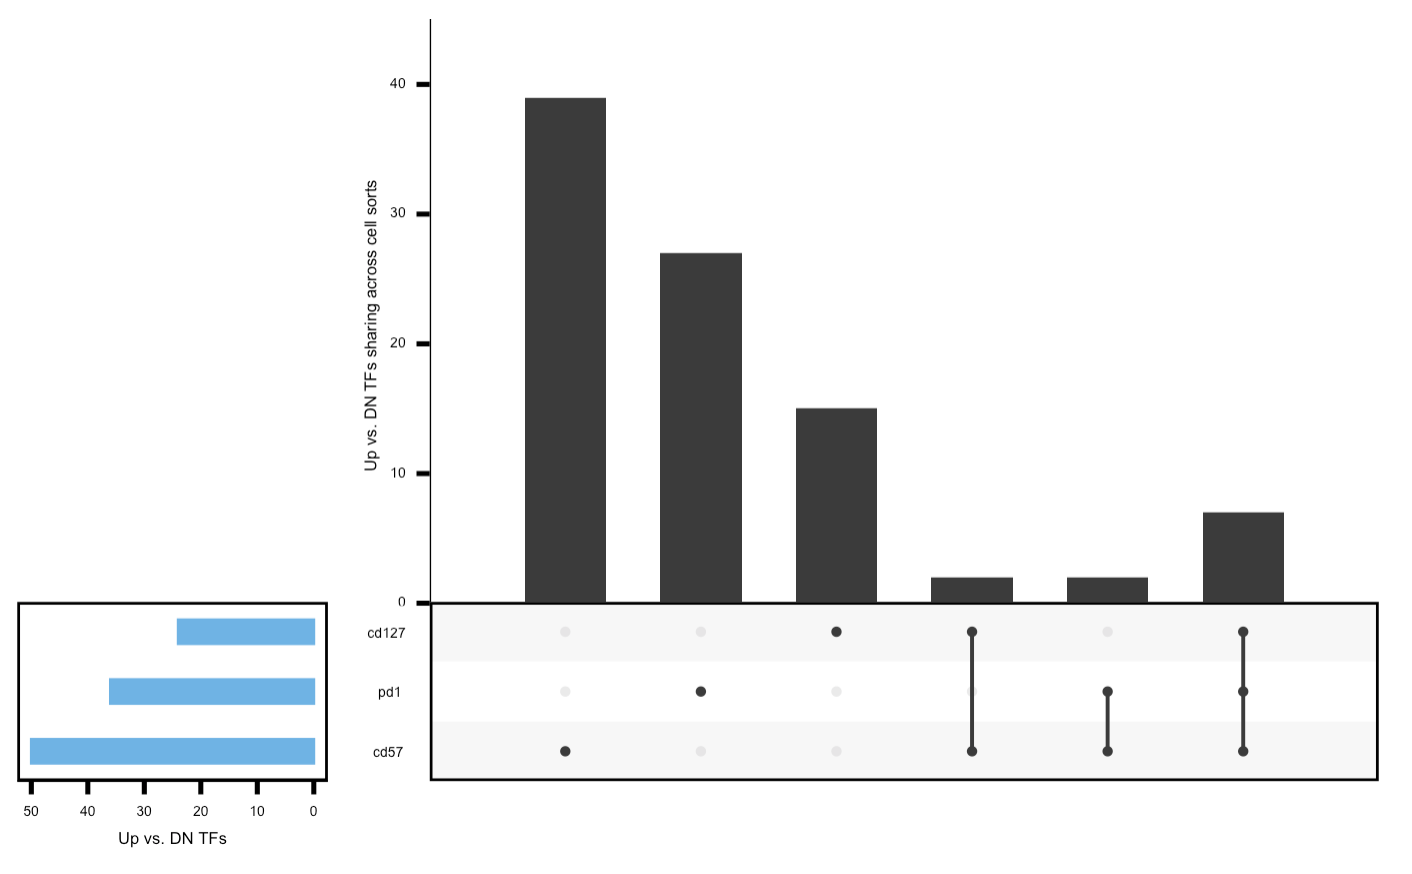 Up vs. DN TFs sharing across cell sorts
40
30
20
10
0
cd127
pd1
cd57
50 40 30 20 10 0
Up vs. DN TFs